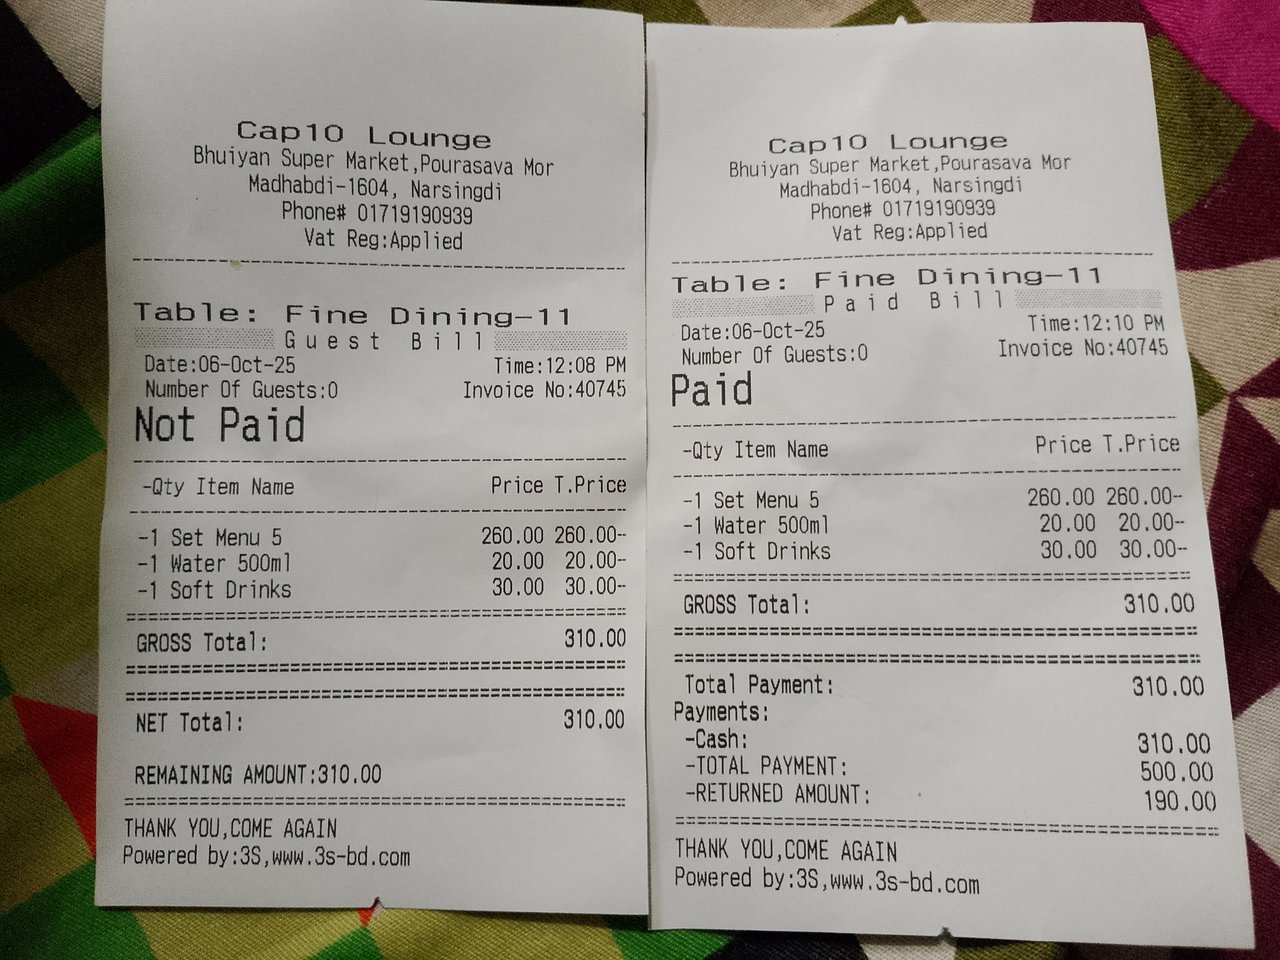 Cap10 Lounge
Bhuiyan Super Market,Pourasava Mor
Madhabdi-1604, Narsingdi
Phone# 01719190939
Vat Reg:Applied
Table: Fine Dining-11
Guest Bill
Date:06-Oct-25 Time:12:08 PM
Number Of Guests:0 Invoice No:40745
Not Paid
-Qty Item Name Price T.Price
-1 Set Menu 5 260.00 260.00-
-1 Water 500ml 20.00 20.00-
-1 Soft Drinks 30.00 30.00-
GROSS Total: 310.00
NET Total: 310.00
REMAINING AMOUNT:310.00
THANK YOU,COME AGAIN
Powered by:3S,www.3s-bd.com
Cap10 Lounge
Bhuiyan Super Market,Pourasava Mor
Madhabdi-1604, Narsingdi
Phone# 01719190939
Vat Reg:Applied
Table: Fine Dining-11
Paid Bill
Date:06-Oct-25 Time:12:10 PM
Number Of Guests:0 Invoice No:40745
Paid
-Qty Item Name Price T.Price
-1 Set Menu 5 260.00 260.00-
-1 Water 500ml 20.00 20.00-
-1 Soft Drinks 30.00 30.00-
GROSS Total: 310.00
Total Payment: 310.00
Payments:
-Cash: 310.00
-TOTAL PAYMENT: 500.00
-RETURNED AMOUNT: 190.00
THANK YOU,COME AGAIN
Powered by:3S,www.3s-bd.com